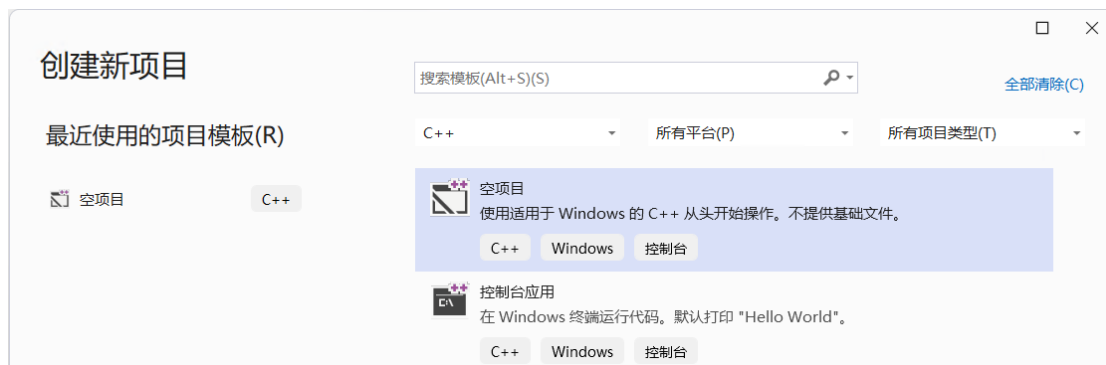 创建新项目
搜索模板(Alt+S)(S)
全部清除(C)
最近使用的项目模板(R)
C++
所有平台(P)
所有项目类型(T)
空项目
C++
空项目
使用适用于 Windows 的 C++ 从头开始操作。不提供基础文件。
C++ Windows 控制台
控制台应用
在 Windows 终端运行代码。默认打印 "Hello World"。
C++ Windows 控制台